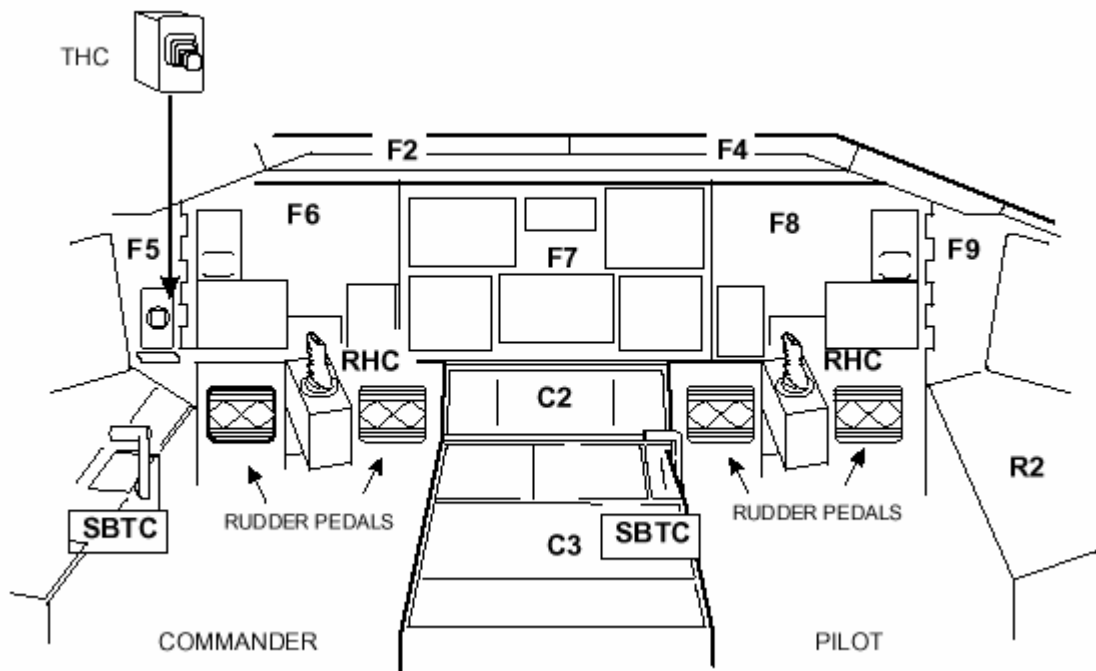 THC
F2
F4
F6
F8
F5
F7
F9
RHC
RHC
C2
R2
SBTC
RUDDER PEDALS
RUDDER PEDALS
C3
SBTC
COMMANDER
PILOT